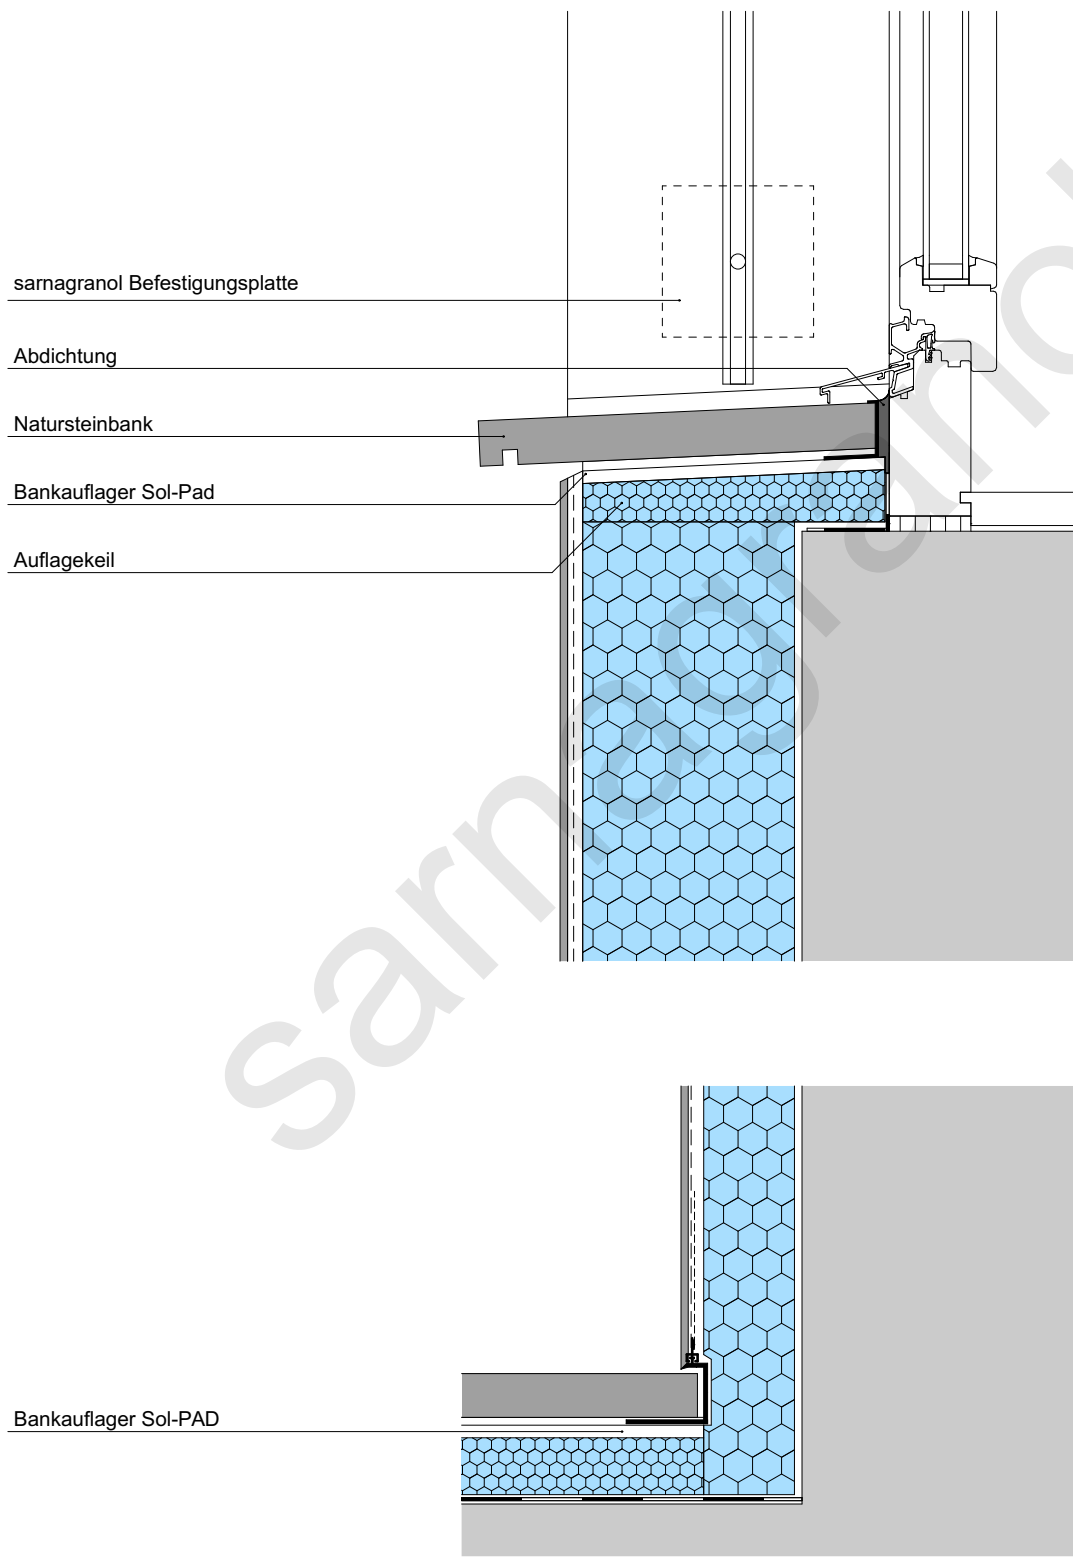 sarnagranol Befestigungsplatte
Abdichtung
Natursteinbank
Bankauflager Sol-Pad
Auflagekeil
Bankauflager Sol-PAD